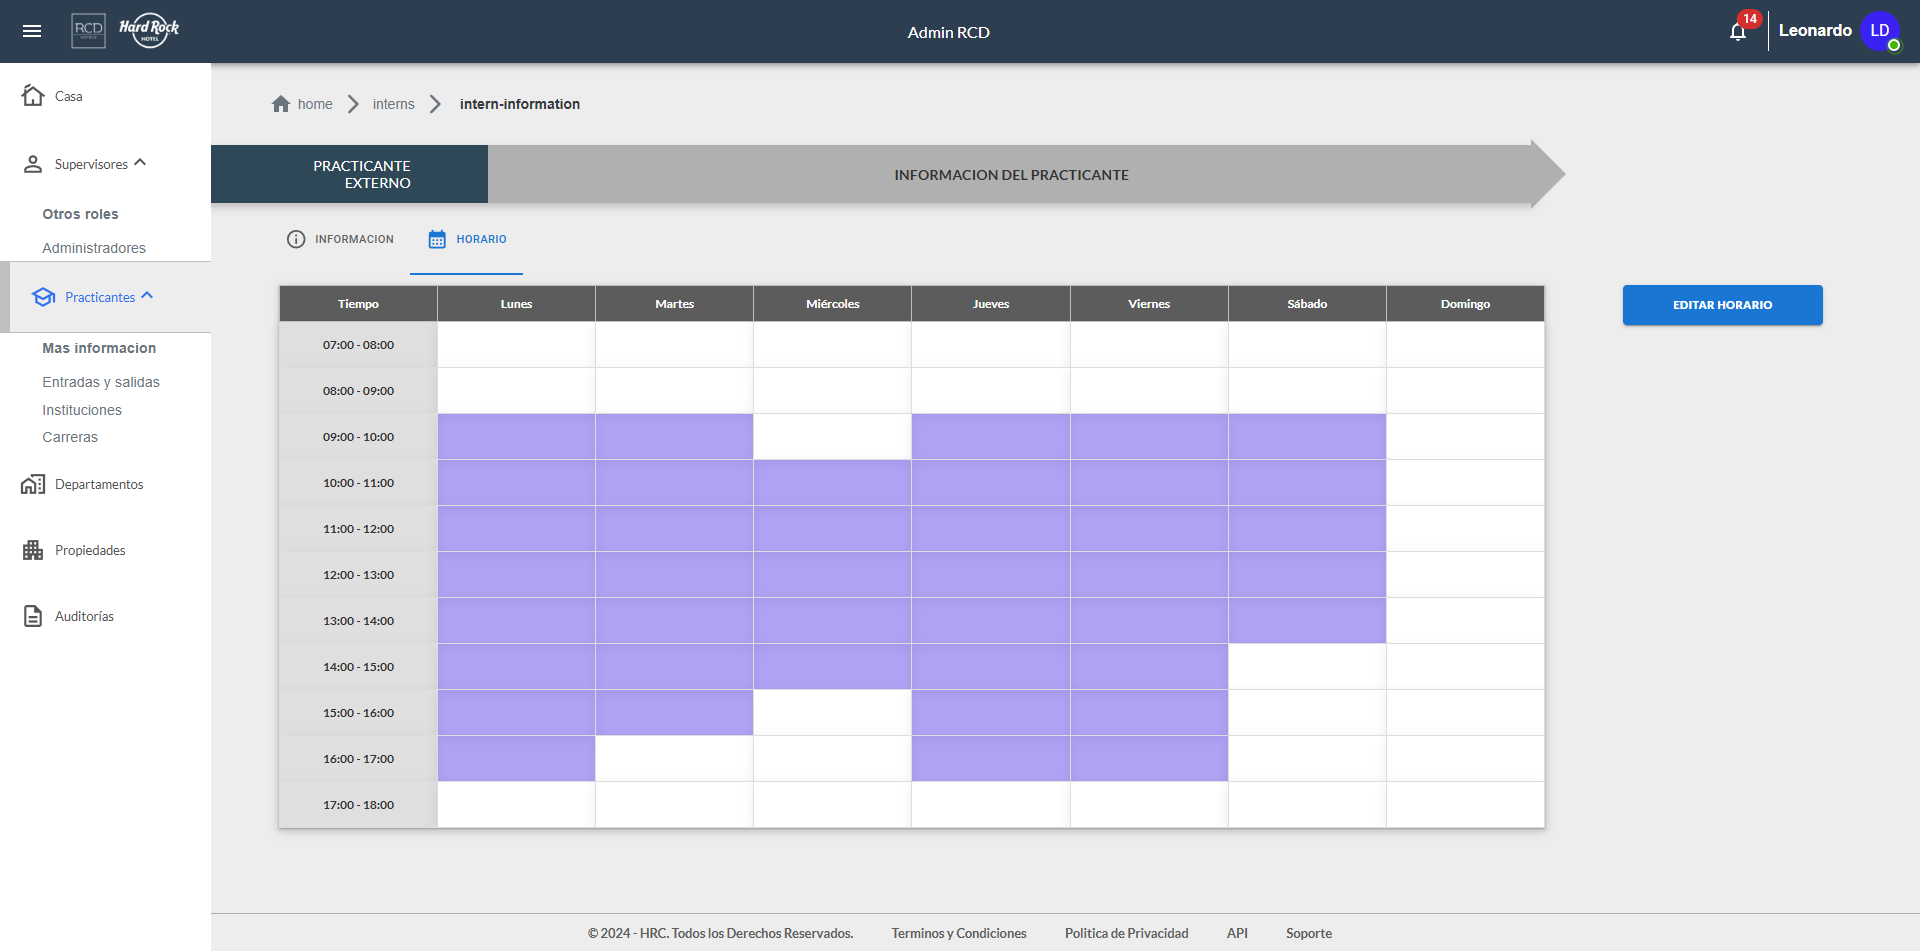 RCD
HOTELS
Hard Rock
HOTEL
Admin RCD
14
Leonardo
LD
Casa
Supervisores
Otros roles
Administradores
Practicantes
Mas informacion
Entradas y salidas
Instituciones
Carreras
Departamentos
Propiedades
Auditorías
home
interns
intern-information
PRACTICANTE
EXTERNO
INFORMACION DEL PRACTICANTE
INFORMACION
HORARIO
Tiempo Lunes Martes Miércoles Jueves Viernes Sábado Domingo
07:00 - 08:00
08:00 - 09:00
09:00 - 10:00
10:00 - 11:00
11:00 - 12:00
12:00 - 13:00
13:00 - 14:00
14:00 - 15:00
15:00 - 16:00
16:00 - 17:00
17:00 - 18:00
EDITAR HORARIO
© 2024 - HRC. Todos los Derechos Reservados.
Terminos y Condiciones
Politica de Privacidad
API
Soporte